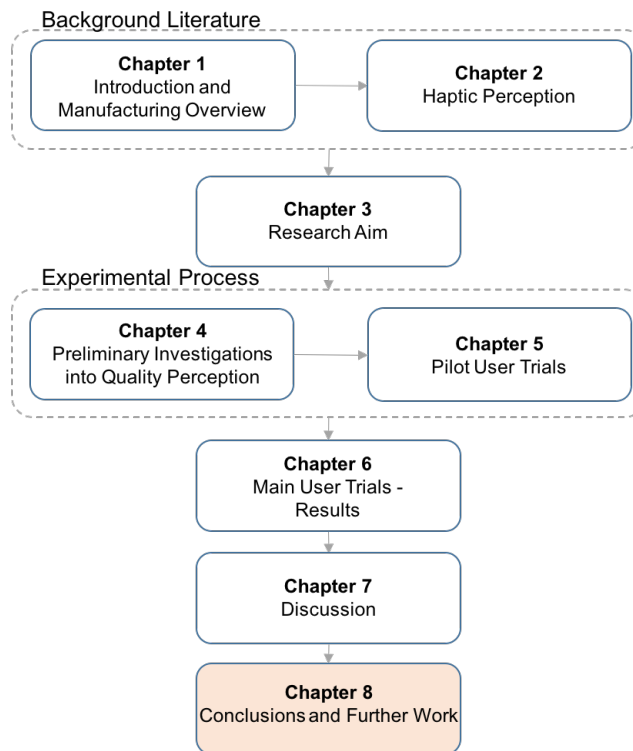 Background Literature
Chapter 1
Introduction and
Manufacturing Overview
Chapter 2
Haptic Perception
Chapter 3
Research Aim
Experimental Process
Chapter 4
Preliminary Investigations
into Quality Perception
Chapter 5
Pilot User Trials
Chapter 6
Main User Trials -
Results
Chapter 7
Discussion
Chapter 8
Conclusions and Further Work